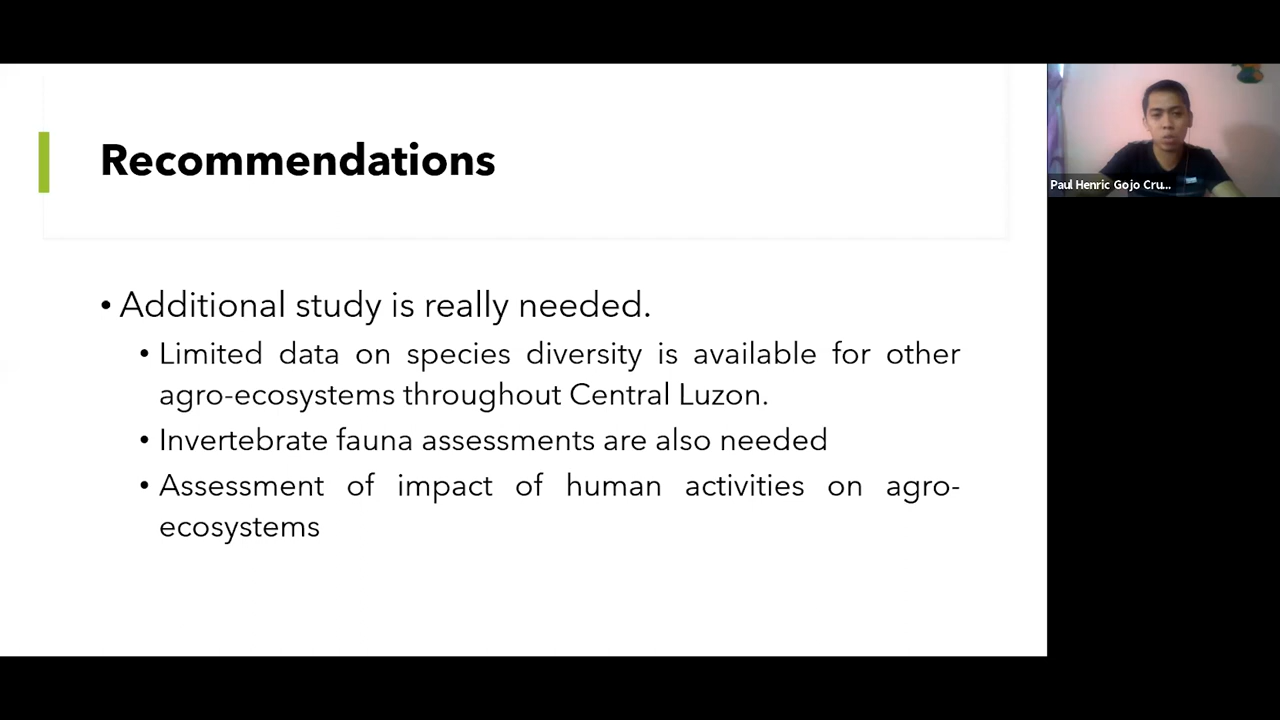 Recommendations
• Additional study is really needed.
• Limited data on species diversity is available for other
agro-ecosystems throughout Central Luzon.
• Invertebrate fauna assessments are also needed
• Assessment of impact of human activities on agro-
ecosystems
Paul Henric Gojo Cru...